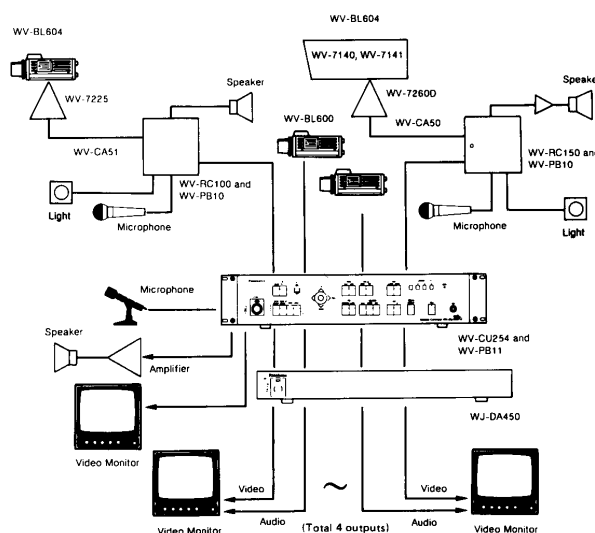 WV-BL604
WV-BL604
WV-7140, WV-7141
Speaker
Speake
WV-7225
WV-7260D
WV-BL600
WV-CA50
WV-CA51
WV-RC150 and
WV-PB10
WV-RC100 and
WV-PB10
Light
Microphone
Microphone
Light
Microphone
Speaker
WV-CU254 and
WV-PB11
Amplifier
WJ-DA450
Video Monitor
Video
Video
Audio
~
(Total 4 outputs)
Audio
Video Monitor
Video Monitor